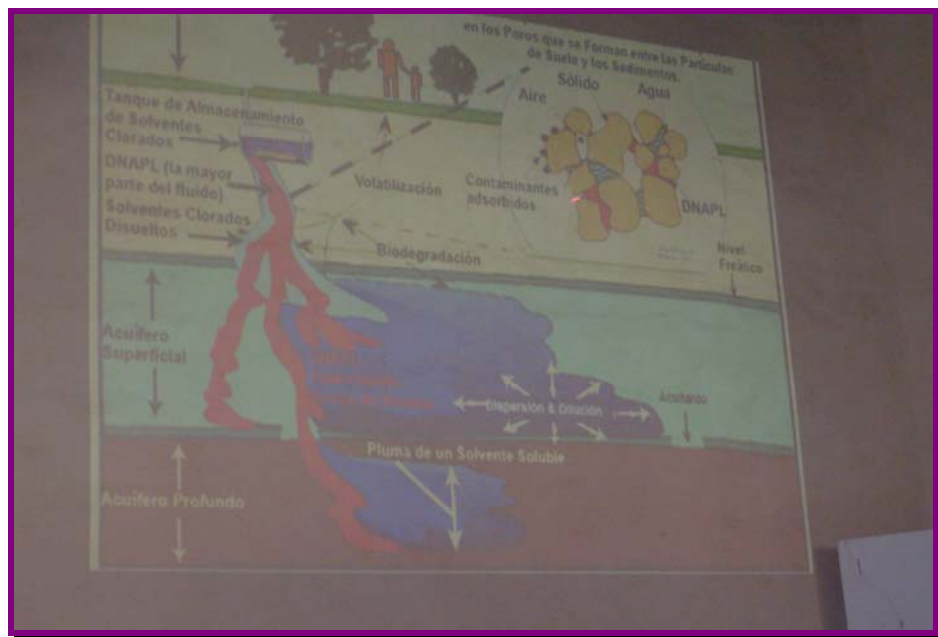 en los Poros que se Forman entre las Partículas
de Suelo y los Sedimentos.
Sólido
Agua
Aire
Tanque de Almacenamiento
de Solventes
Clorados
DNAPL (la mayor
parte del fluido)
Volatilización
Contaminantes
adsorbidos
DNAPL
Solventes Clorados
Disueltos
Biodegradación
Nivel
Freático
Acuífero
Superficial
Dispersión & Dilución
Acuitardo
Pluma de un Solvente Soluble
Acuífero Profundo